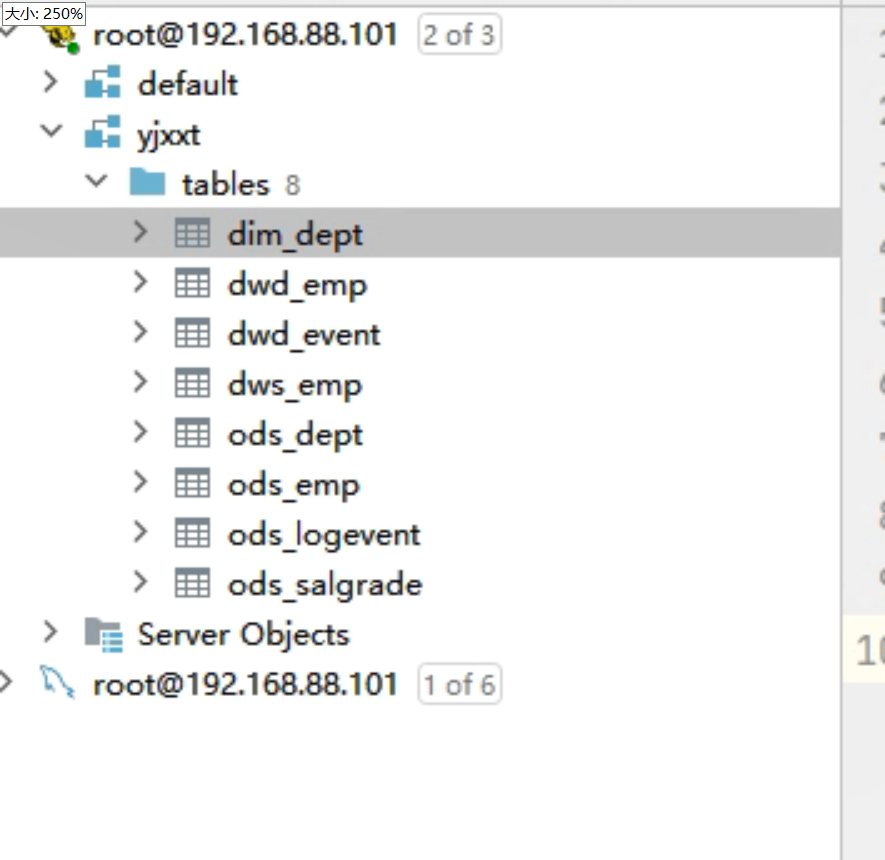 大小: 250%
root@192.168.88.101 2 of 3
default
yjxxt
tables 8
dim_dept
dwd_emp
dwd_event
dws_emp
ods_dept
ods_emp
ods_logevent
ods_salgrade
Server Objects
root@192.168.88.101 1 of 6